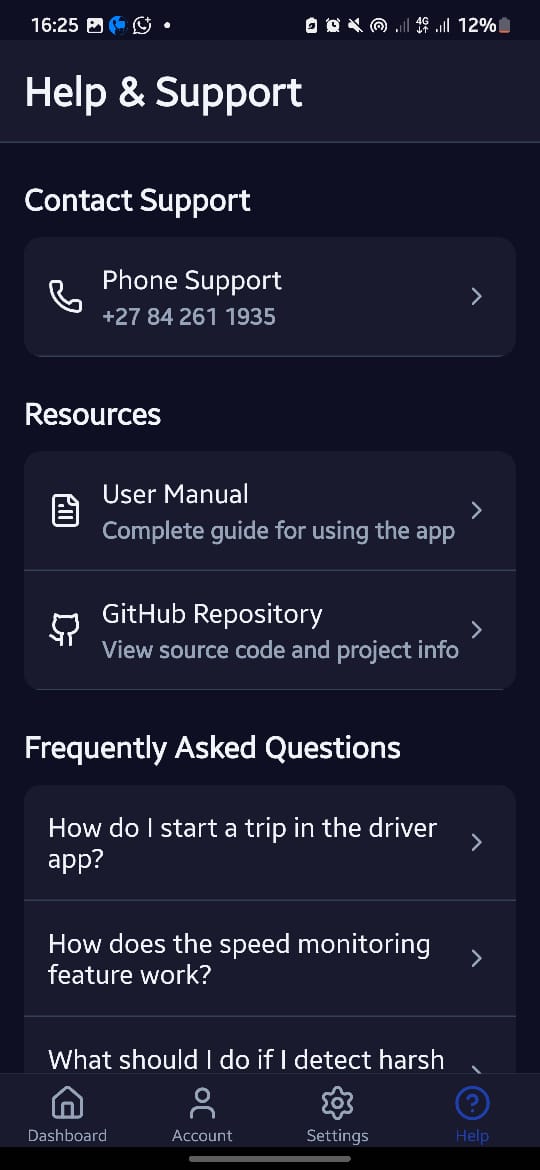 16:25
4G
12%
Help & Support
Contact Support
Phone Support
+27 84 261 1935
Resources
User Manual
Complete guide for using the app
GitHub Repository
View source code and project info
Frequently Asked Questions
How do I start a trip in the driver
app?
How does the speed monitoring
feature work?
What should I do if I detect harsh
Dashboard
Account
Settings
Help